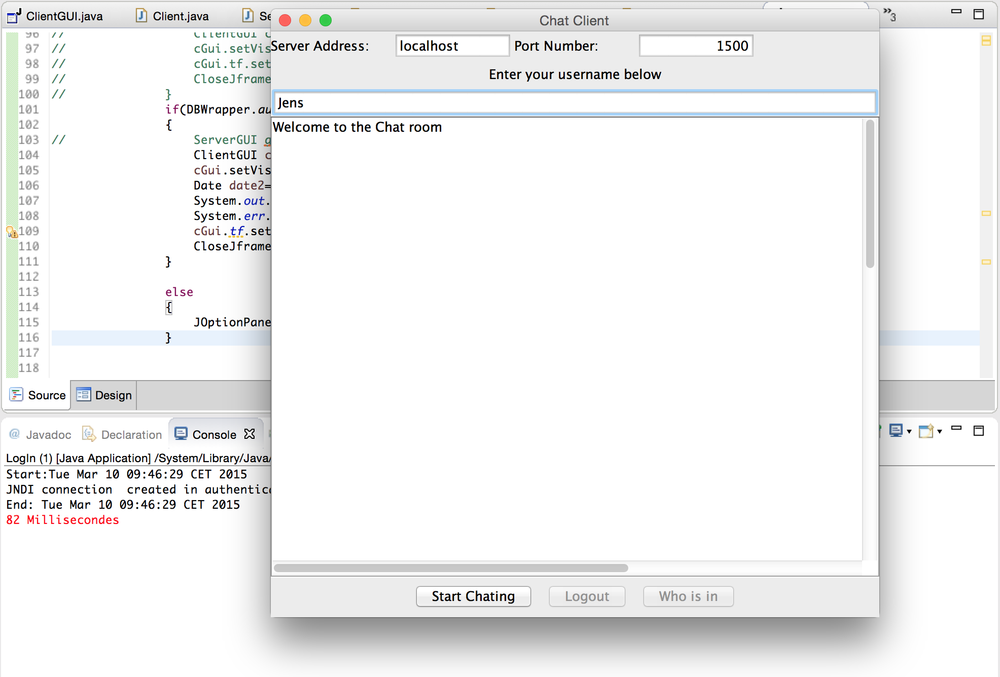 ClientGUI.java
Client.java
3
96 // ClientGUI
97 // cGui.setVis
98 // cGui.tf.set
99 // CloseJframe
100 // }
101 if(DBWrapper.au
102 {
103 // ServerGUI g
104 ClientGUI c
105 cGui.setVis
106 Date date2=
107 System.out.
108 System.err.
109 cGui.tf.set
110 CloseJframe
111 }
112
113 else
114 {
115 JOptionPane
116 }
117
118
Source Design
Chat Client
Server Address: localhost Port Number: 1500
Enter your username below
Jens
Welcome to the Chat room
Start Chating Logout Who is in
@ Javadoc Declaration Console
LogIn (1) [Java Application] /System/Library/Java/
Start:Tue Mar 10 09:46:29 CET 2015
JNDI connection created in authentic
End: Tue Mar 10 09:46:29 CET 2015
82 Millisecondes